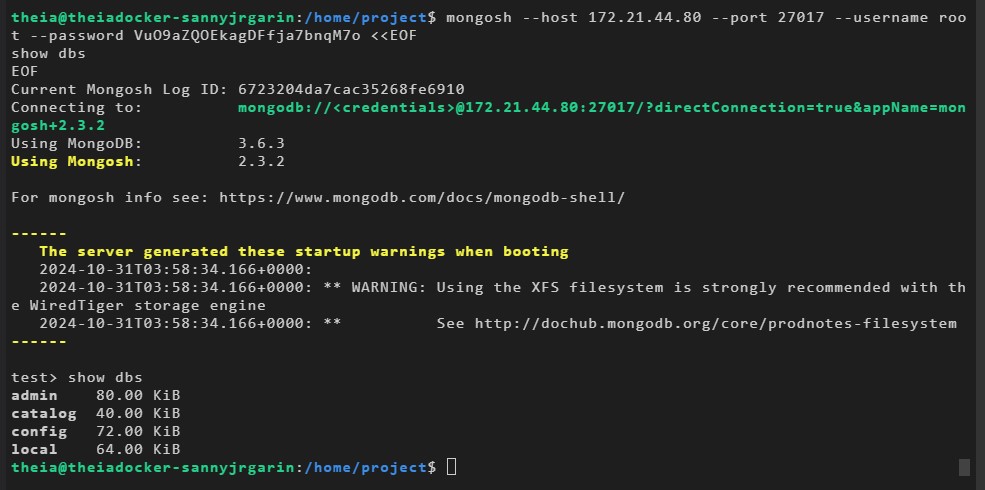 theia@theiadocker-sannyjrgarin:/home/project$ mongosh --host 172.21.44.80 --port 27017 --username roo
t --password VuO9aZQOEkagDFfja7bnqM7o <<EOF
show dbs
EOF
Current Mongosh Log ID: 6723204da7cac35268fe6910
Connecting to:          mongodb://<credentials>@172.21.44.80:27017/?directConnection=true&appName=mon
gosh+2.3.2
Using MongoDB:          3.6.3
Using Mongosh:          2.3.2
For mongosh info see: https://www.mongodb.com/docs/mongodb-shell/
------
   The server generated these startup warnings when booting
   2024-10-31T03:58:34.166+0000:
   2024-10-31T03:58:34.166+0000: ** WARNING: Using the XFS filesystem is strongly recommended with th
e WiredTiger storage engine
   2024-10-31T03:58:34.166+0000: **          See http://dochub.mongodb.org/core/prodnotes-filesystem
------
test> show dbs
admin    80.00 KiB
catalog  40.00 KiB
config   72.00 KiB
local    64.00 KiB
theia@theiadocker-sannyjrgarin:/home/project$